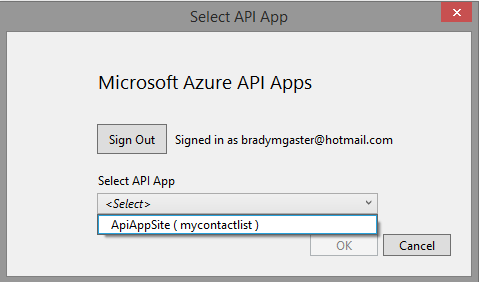 Select API App
Microsoft Azure API Apps
Sign Out Signed in as bradymgaster@hotmail.com
Select API App
<Select>
ApiAppSite ( mycontactlist )
OK Cancel